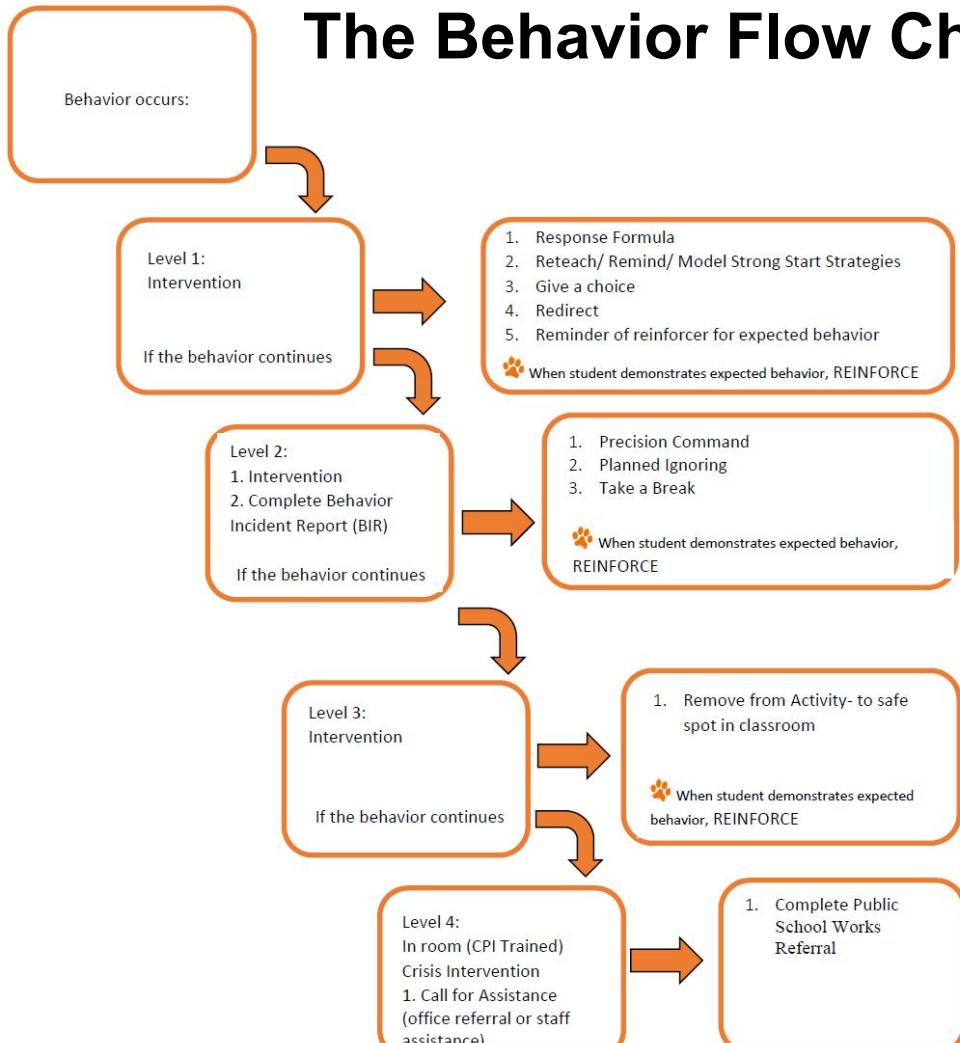 The Behavior Flow Ch
Behavior occurs:
Level 1:
Intervention
If the behavior continues
1. Response Formula
2. Reteach/ Remind/ Model Strong Start Strategies
3. Give a choice
4. Redirect
5. Reminder of reinforcer for expected behavior
When student demonstrates expected behavior, REINFORCE
Level 2:
1. Intervention
2. Complete Behavior
Incident Report (BIR)
If the behavior continues
1. Precision Command
2. Planned Ignoring
3. Take a Break
When student demonstrates expected behavior,
REINFORCE
Level 3:
Intervention
If the behavior continues
1. Remove from Activity- to safe
spot in classroom
When student demonstrates expected
behavior, REINFORCE
Level 4:
In room (CPI Trained)
Crisis Intervention
1. Call for Assistance
(office referral or staff
assistance)
1. Complete Public
School Works
Referral